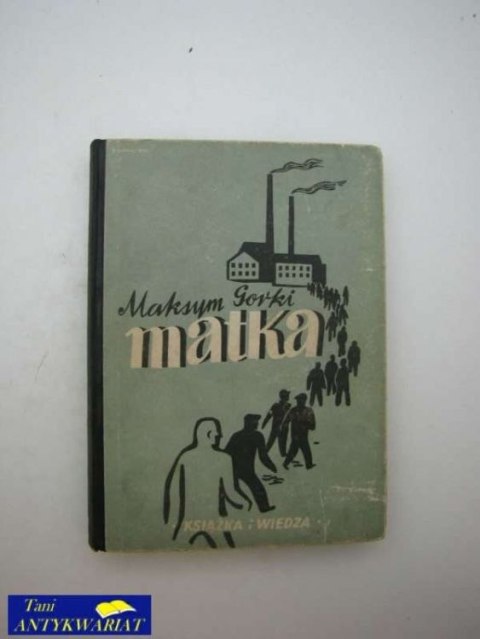 Maksym Gorki
matka
KSIĄŻKA i WIEDZA
Tani
ANTYKWARIAT